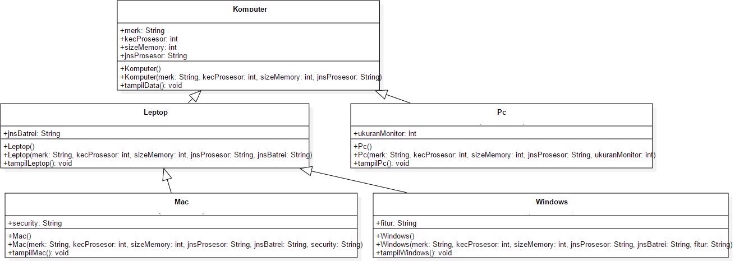 Komputer
+merk: String
+kecProsesor: int
+sizeMemory: int
+jnsProsesor: String
+Komputer()
+Komputer(merk: String, kecProsesor: int, sizeMemory: int, jnsProsesor: String)
+tampilData(): void
Leptop
+jnsBatrei: String
+Leptop()
+Leptop(merk: String, kecProsesor: int, sizeMemory: int, jnsProsesor: String, jnsBatrei: String)
+tampilLeptop(): void
Pc
+ukuranMonitor: int
+Pc()
+Pc(merk: String, kecProsesor: int, sizeMemory: int, jnsProsesor: String, ukuranMonitor: int)
+tampilPc(): void
Mac
+security: String
+Mac()
+Mac(merk: String, kecProsesor: int, sizeMemory: int, jnsProsesor: String, jnsBatrei: String, security: String)
+tampilMac(): void
Windows
+fitur: String
+Windows()
+Windows(merk: String, kecProsesor: int, sizeMemory: int, jnsProsesor: String, jnsBatrei: String, fitur: String)
+tampilWindows(): void